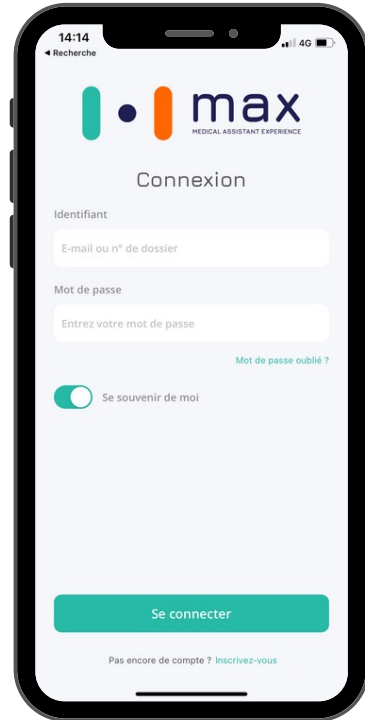 14:14
4G
◀ Recherche
max
MEDICAL ASSISTANT EXPERIENCE
Connexion
Identifiant
E-mail ou n° de dossier
Mot de passe
Entrez votre mot de passe
Mot de passe oublié ?
Se souvenir de moi
Se connecter
Pas encore de compte ? Inscrivez-vous